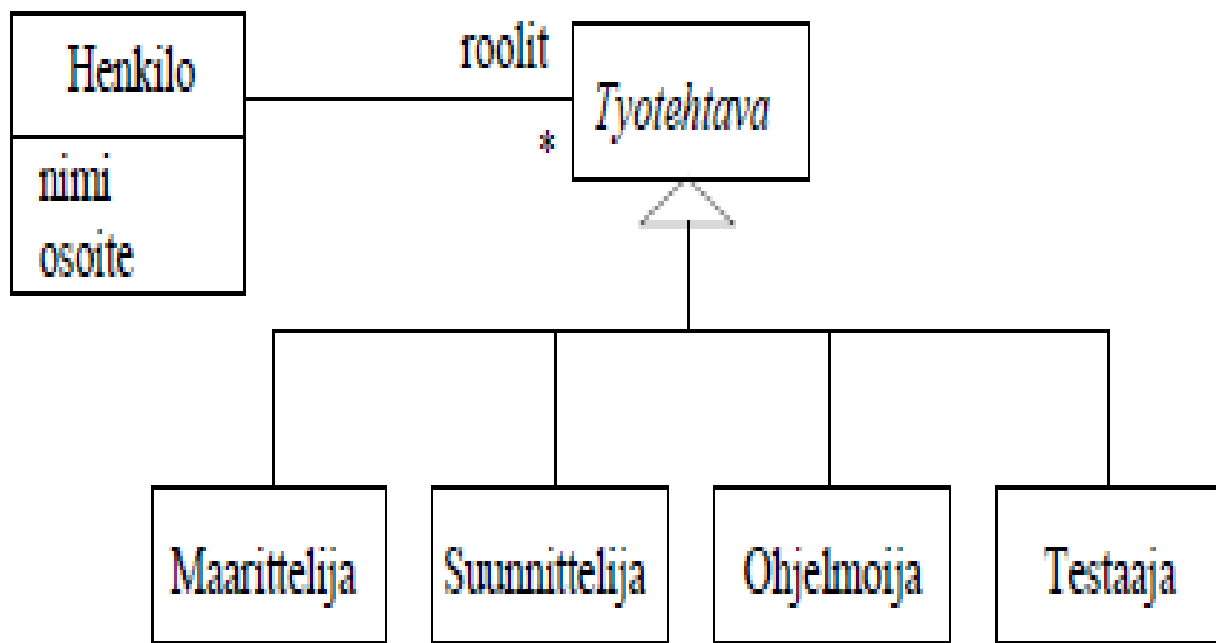 Henkilo
nimi
osoite
roolit
*
Tyotehtava
Maarittelija
Suunnittelija
Ohjelmoija
Testaaja